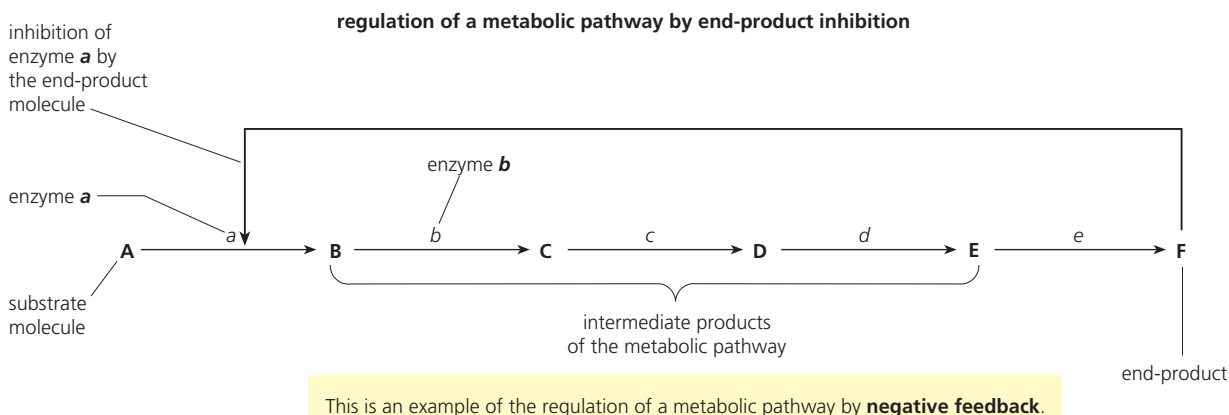 regulation of a metabolic pathway by end-product inhibition
inhibition of
enzyme a by
the end-product
molecule
enzyme b
enzyme a
a
A
B
b
C
c
D
d
E
e
F
substrate
molecule
intermediate products
of the metabolic pathway
end-product
This is an example of the regulation of a metabolic pathway by negative feedback.